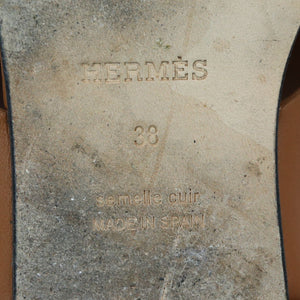 HERMÈS
38
semelle cuir
MADE IN SPAIN